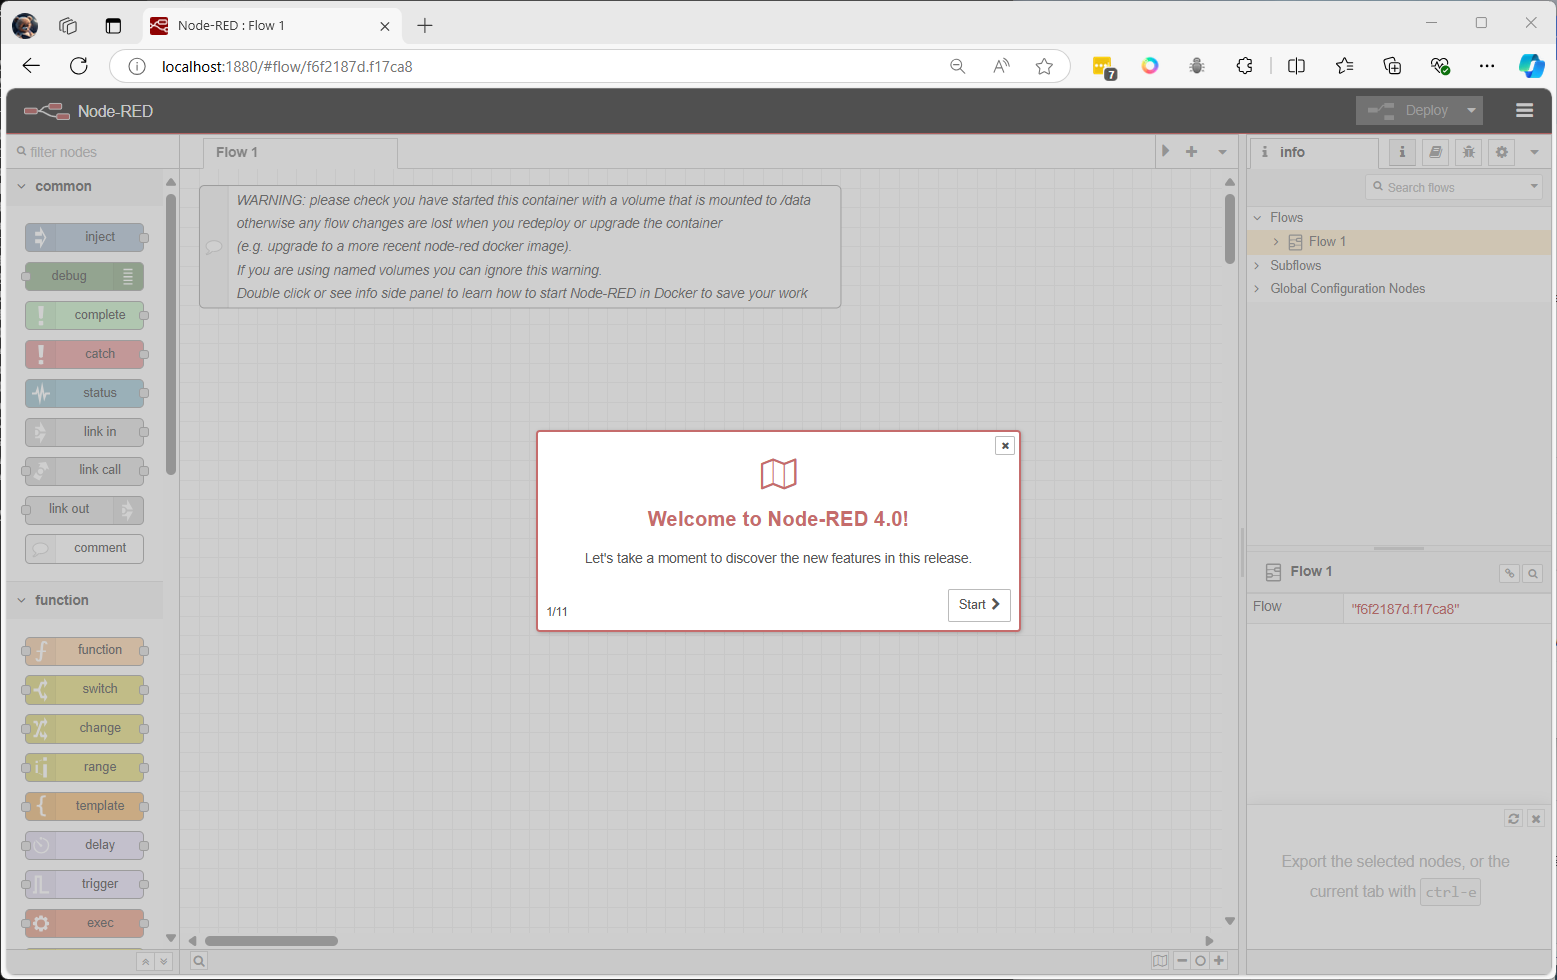 Node-RED : Flow 1
localhost:1880/#flow/f6f2187d.f17ca8
7
Node-RED
Deploy
filter nodes
Flow 1
info
common
inject
debug
complete
catch
status
link in
link call
link out
comment
function
function
switch
change
range
template
delay
trigger
exec
WARNING: please check you have started this container with a volume that is mounted to /data
otherwise any flow changes are lost when you redeploy or upgrade the container
(e.g. upgrade to a more recent node-red docker image).
If you are using named volumes you can ignore this warning.
Double click or see info side panel to learn how to start Node-RED in Docker to save your work
Welcome to Node-RED 4.0!
Let's take a moment to discover the new features in this release.
1/11
Start
Search flows
Flows
Flow 1
Subflows
Global Configuration Nodes
Flow 1
Flow "f6f2187d.f17ca8"
Export the selected nodes, or the
current tab with ctrl-e